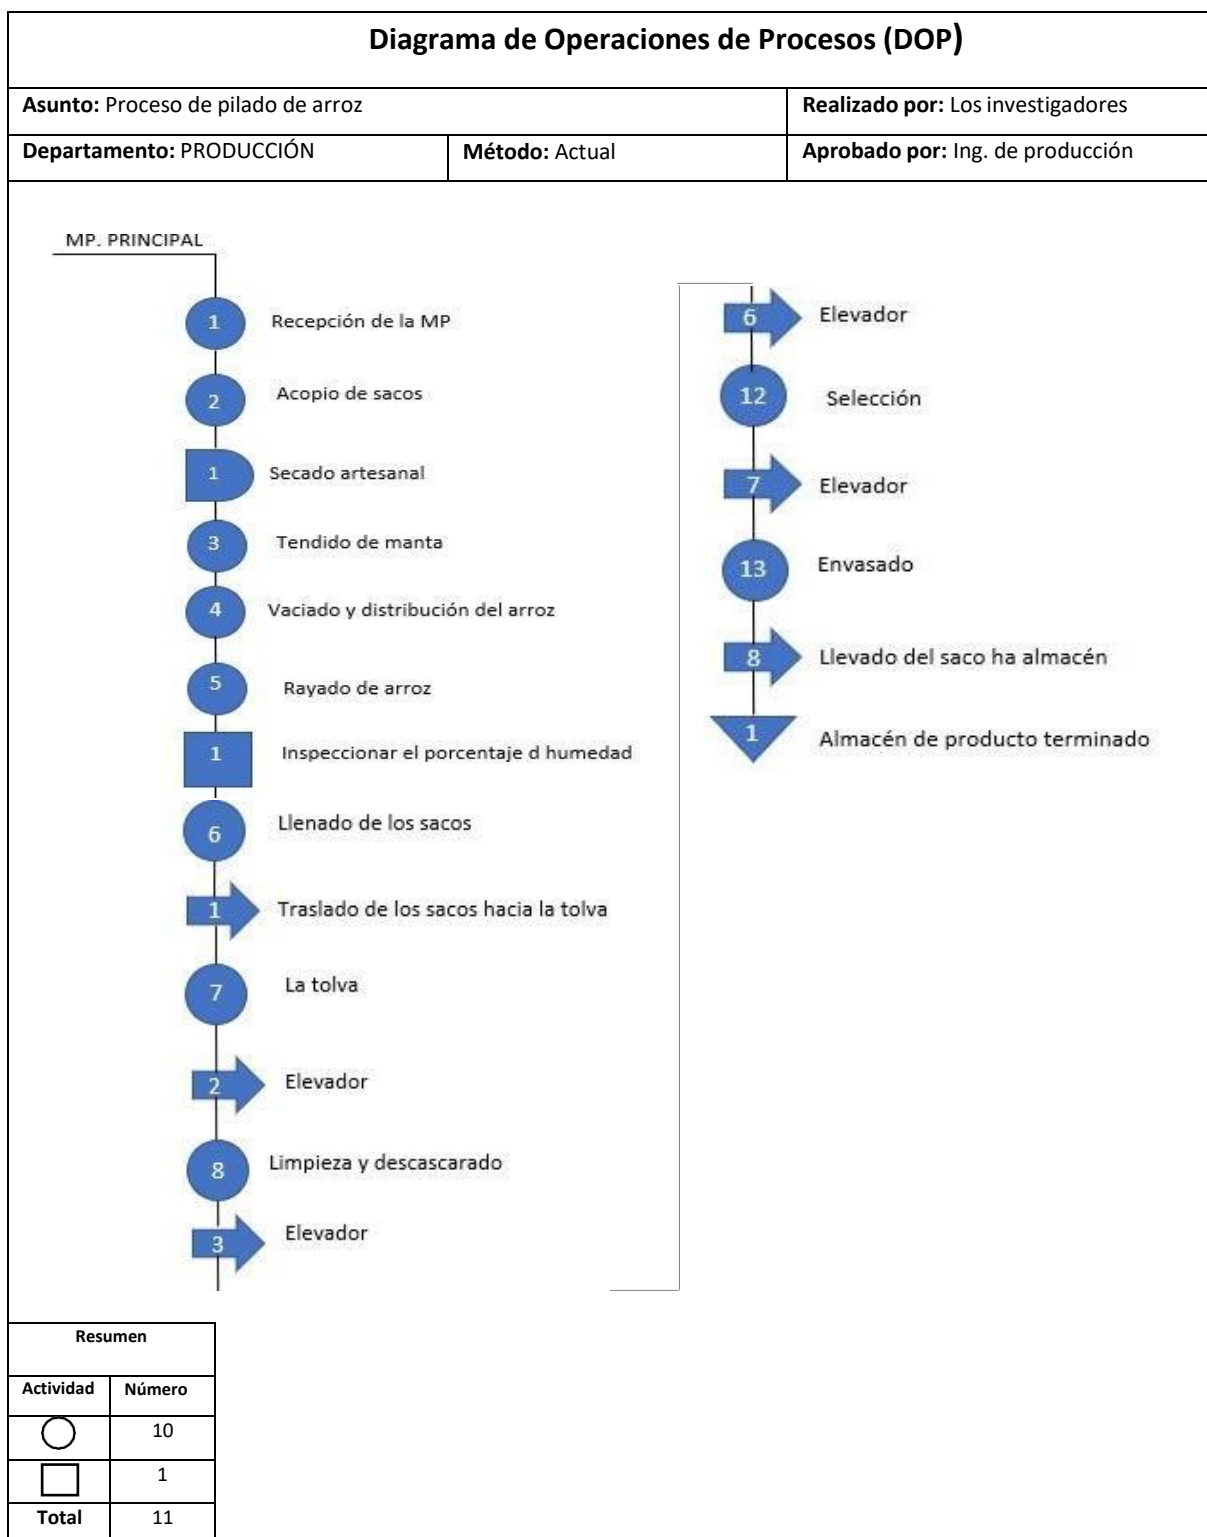 Diagrama de Operaciones de Procesos (DOP)
Asunto: Proceso de pilado de arroz
Realizado por: Los investigadores
Departamento: PRODUCCIÓN
Método: Actual
Aprobado por: Ing. de producción
MP. PRINCIPAL
1 Recepción de la MP
2 Acopio de sacos
1 Secado artesanal
3 Tendido de manta
4 Vaciado y distribución del arroz
5 Rayado de arroz
1 Inspeccionar el porcentaje d humedad
6 Llenado de los sacos
1 Traslado de los sacos hacia la tolva
7 La tolva
2 Elevador
8 Limpieza y descascarado
3 Elevador
6 Elevador
12 Selección
7 Elevador
13 Envasado
8 Llevado del saco ha almacén
1 Almacén de producto terminado
Resumen
Actividad Número
10
1
Total 11